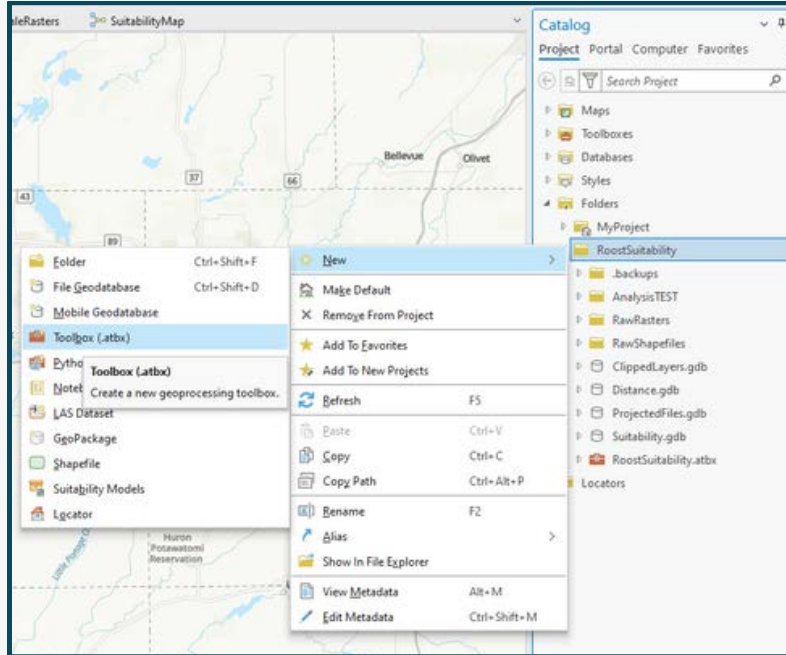 leRasters
SuitabilityMap
Bellevue
Olivet
37
66
43
89
Huron
Potawatomi
Reservation
Little Portage C
Folder Ctrl+Shift+F
File Geodatabase Ctrl+Shift+D
Mobile Geodatabase
Toolbox (.atbx)
Pytho
Toolbox (.atbx)
Create a new geoprocessing toolbox.
Noteb
LAS Dataset
GeoPackage
Shapefile
Suitability Models
Locator
New
Make Default
Remove From Project
Add To Favorites
Add To New Projects
Refresh F5
Paste Ctrl+V
Copy Ctrl+C
Copy Path Ctrl+Alt+P
Rename F2
Alias
Show In File Explorer
View Metadata Alt+M
Edit Metadata Ctrl+Shift+M
Catalog
Project Portal Computer Favorites
Search Project
Maps
Toolboxes
Databases
Styles
Folders
MyProject
RoostSuitability
.backups
AnalysisTEST
RawRasters
RawShapefiles
ClippedLayers.gdb
Distance.gdb
ProjectedFiles.gdb
Suitability.gdb
RoostSuitability.atbx
Locators